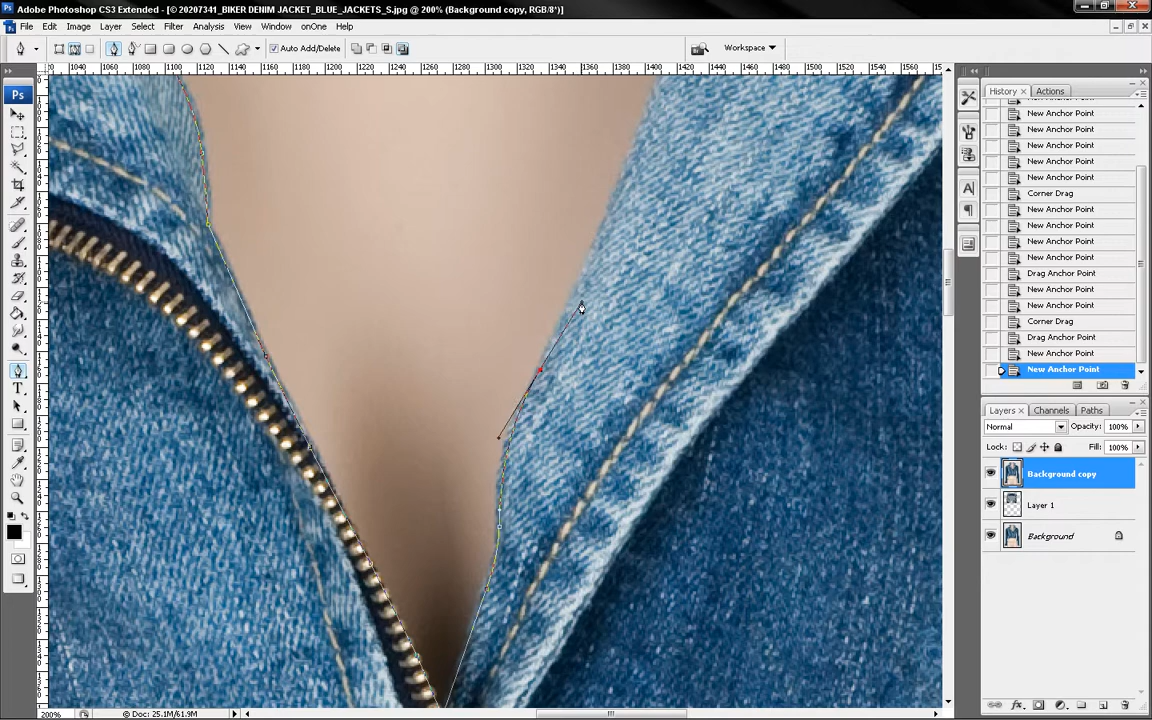 Adobe Photoshop CS3 Extended - [© 20207341_BIKER DENIM JACKET_BLUE_JACKETS_S.jpg @ 200% (Background copy, RGB/8*)]
File Edit Image Layer Select Filter Analysis View Window onOne Help
Auto Add/Delete Workspace
1040 1060 1080 1100 1120 1140 1160 1180 1200 1220 1240 1260 1280 1300 1320 1340 1360 1380 1400 1420 1440 1460 1480 1500 1520 1540
Ps
History Actions
New Anchor Point
New Anchor Point
New Anchor Point
New Anchor Point
New Anchor Point
New Anchor Point
Corner Drag
New Anchor Point
New Anchor Point
New Anchor Point
New Anchor Point
Drag Anchor Point
New Anchor Point
New Anchor Point
Corner Drag
Drag Anchor Point
New Anchor Point
New Anchor Point
Layers Channels Paths
Normal Opacity: 100%
Lock: Fill: 100%
Background copy
Layer 1
Background
200% Doc: 25.1M/61.9M